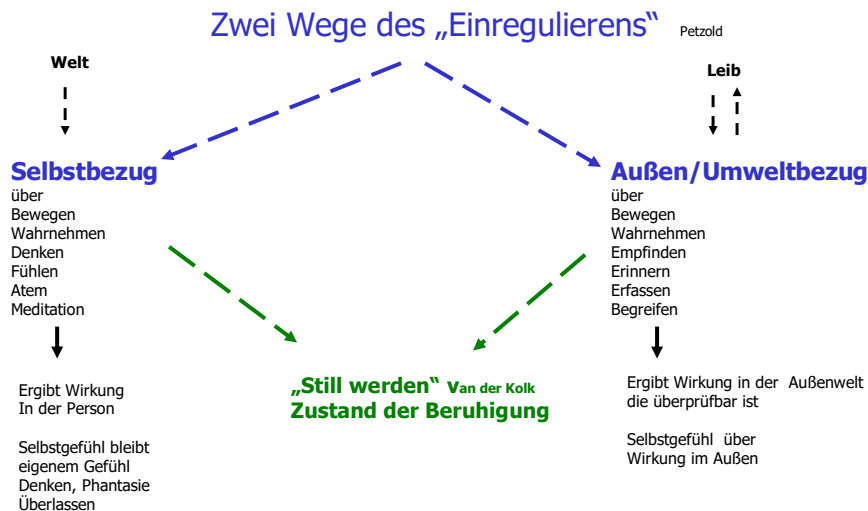 Zwei Wege des „Einregulierens“ Petzold
Welt
Leib
Selbstbezug
über
Bewegen
Wahrnehmen
Denken
Fühlen
Atem
Meditation
Ergibt Wirkung
In der Person
Selbstgefühl bleibt
eigenem Gefühl
Denken, Phantasie
Überlassen
„Still werden“ van der Kolk
Zustand der Beruhigung
Außen/Umweltbezug
über
Bewegen
Wahrnehmen
Empfinden
Erinnern
Erfassen
Begreifen
Ergibt Wirkung in der Außenwelt
die überprüfbar ist
Selbstgefühl über
Wirkung im Außen